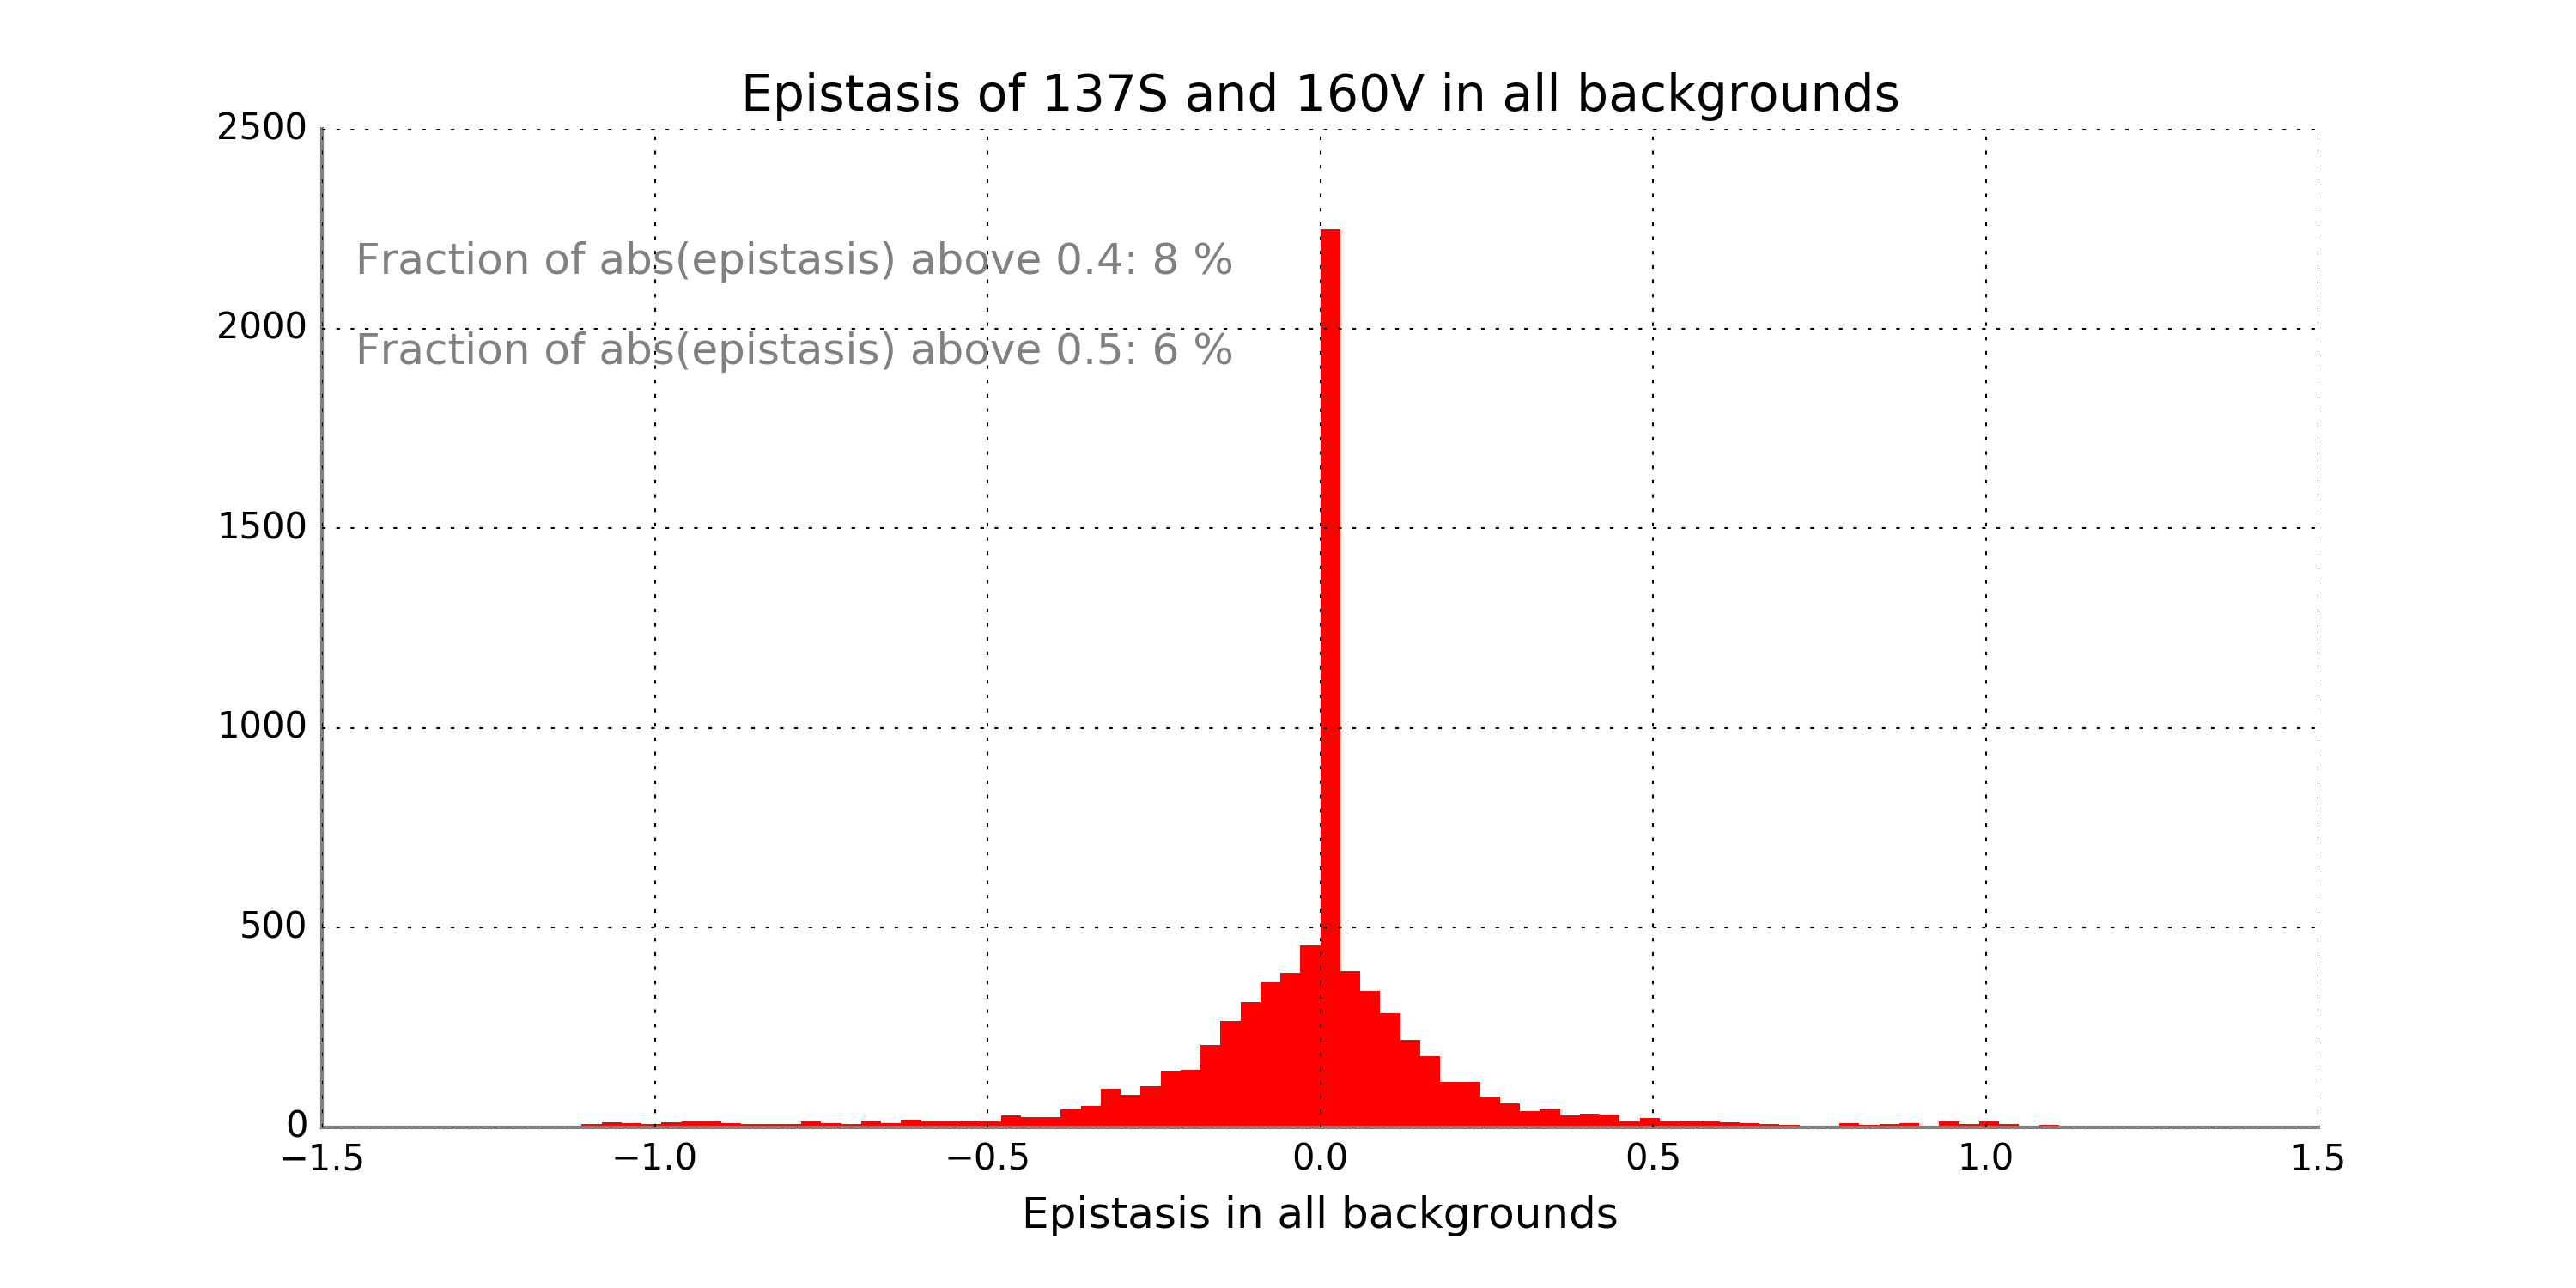 Epistasis of 137S and 160V in all backgrounds
2500
Fraction of abs(epistasis) above 0.4: 8 %
2000
Fraction of abs(epistasis) above 0.5: 6 %
1500
1000
500
0
−1.5 −1.0 −0.5 0.0 0.5 1.0 1.5
Epistasis in all backgrounds